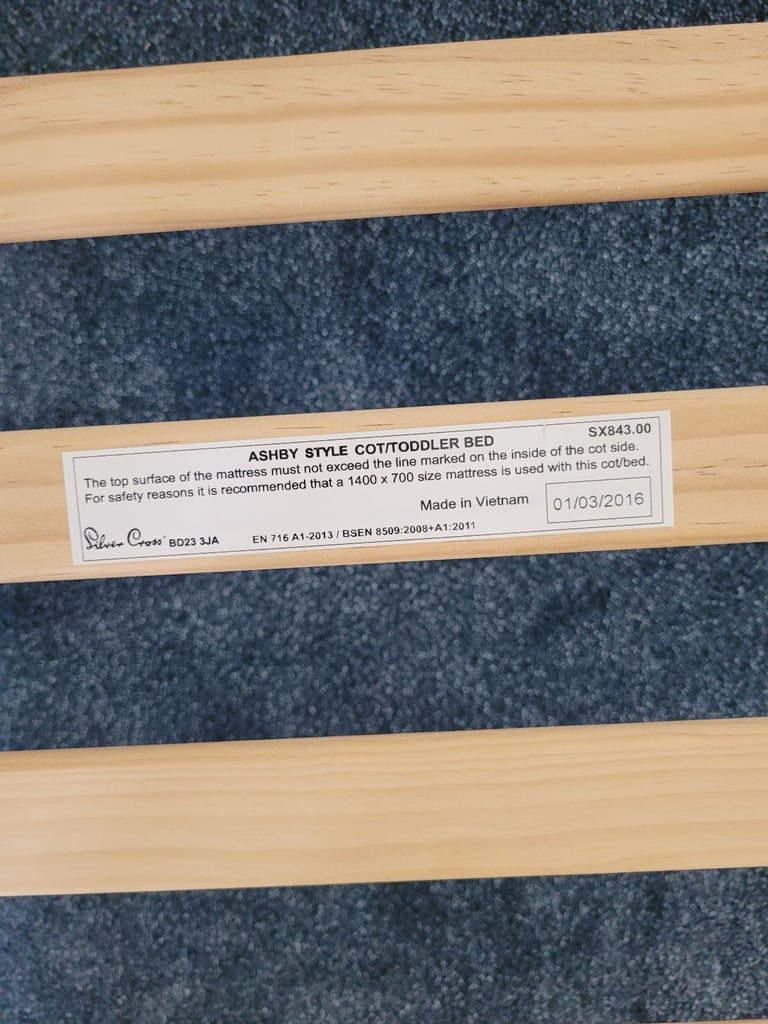 ASHBY STYLE COT/TODDLER BED
SX843.00
The top surface of the mattress must not exceed the line marked on the inside of the cot side.
For safety reasons it is recommended that a 1400 x 700 size mattress is used with this cot/bed.
Made in Vietnam
01/03/2016
Silver Cross BD23 3JA
EN 716 A1-2013 / BSEN 8509:2008+A1:2011